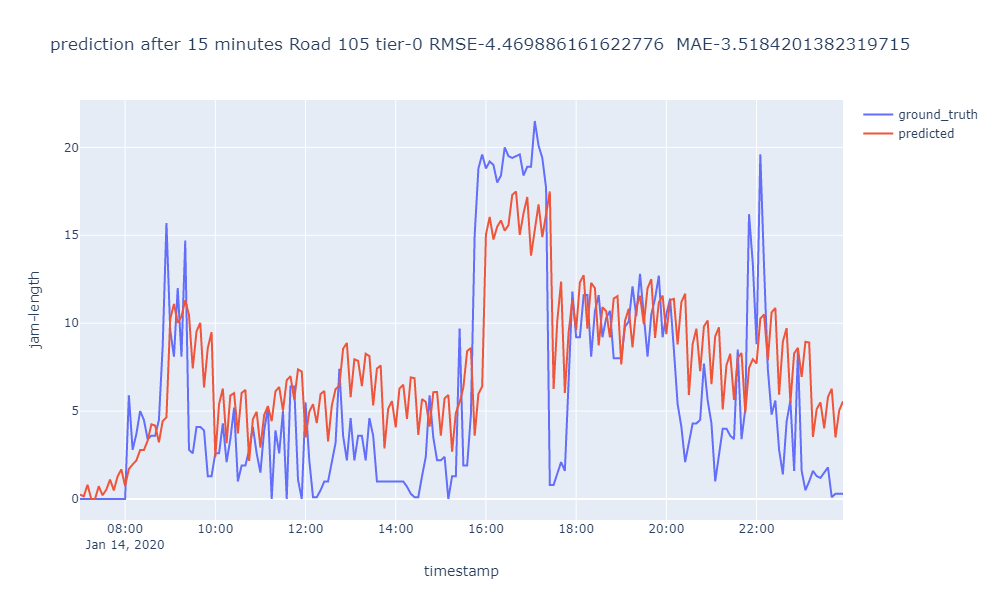 prediction after 15 minutes Road 105 tier-0 RMSE-4.469886161622776  MAE-3.5184201382319715
ground_truth
predicted
20
15
10
5
0
jam-length
08:00 10:00 12:00 14:00 16:00 18:00 20:00 22:00
Jan 14, 2020
timestamp